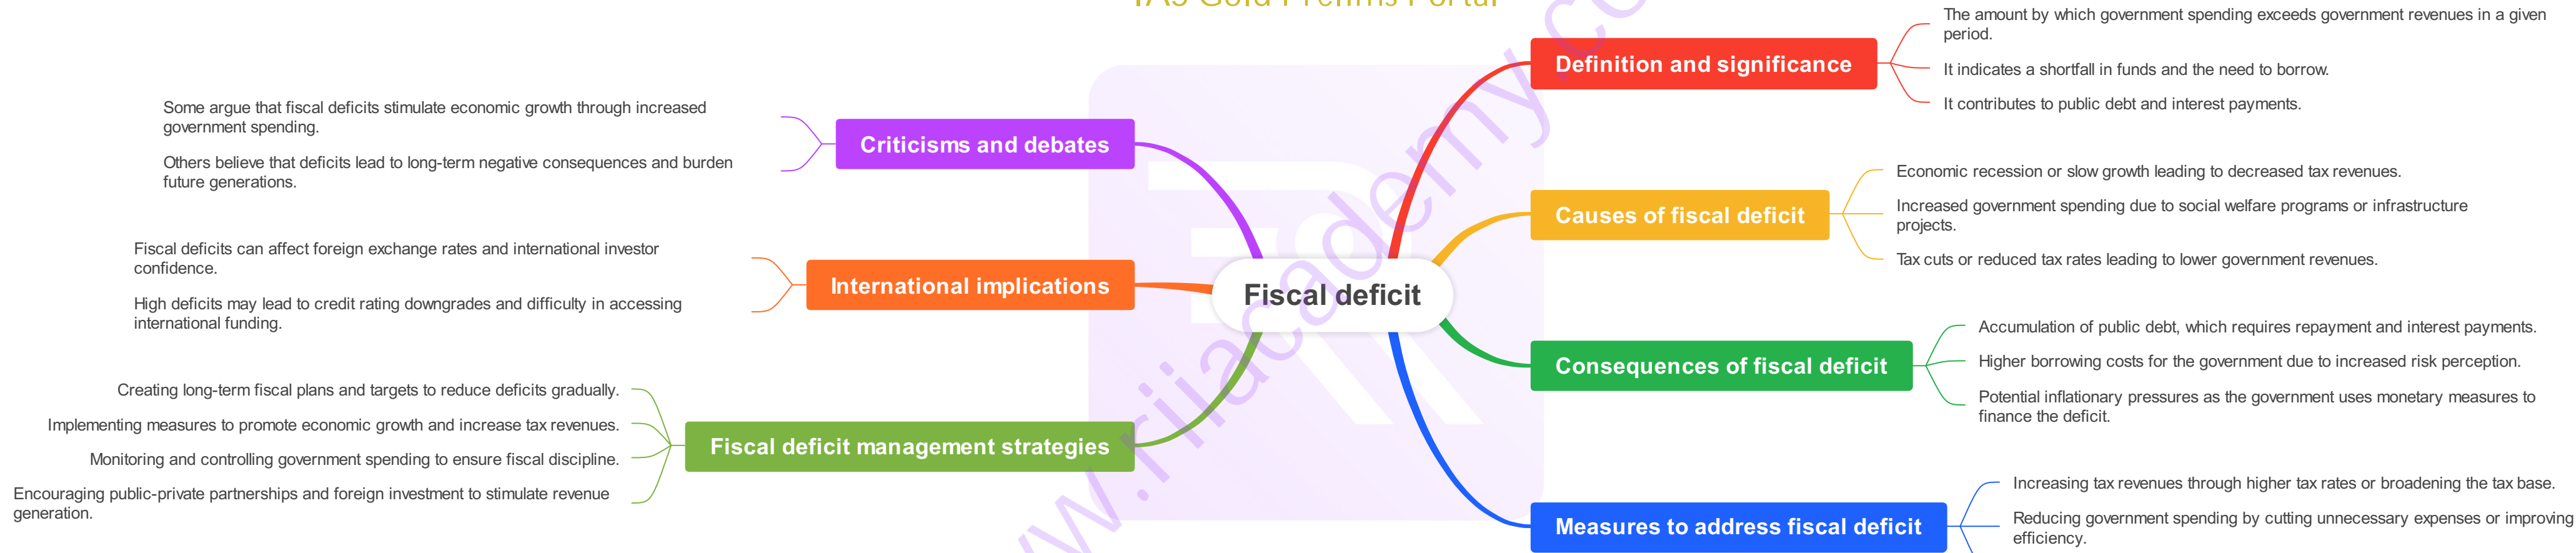 IAS Gold Prelims Portal
Fiscal deficit
Definition and significance
The amount by which government spending exceeds government revenues in a given
period.
It indicates a shortfall in funds and the need to borrow.
It contributes to public debt and interest payments.
Causes of fiscal deficit
Economic recession or slow growth leading to decreased tax revenues.
Increased government spending due to social welfare programs or infrastructure
projects.
Tax cuts or reduced tax rates leading to lower government revenues.
Consequences of fiscal deficit
Accumulation of public debt, which requires repayment and interest payments.
Higher borrowing costs for the government due to increased risk perception.
Potential inflationary pressures as the government uses monetary measures to
finance the deficit.
Measures to address fiscal deficit
Increasing tax revenues through higher tax rates or broadening the tax base.
Reducing government spending by cutting unnecessary expenses or improving
efficiency.
Criticisms and debates
Some argue that fiscal deficits stimulate economic growth through increased
government spending.
Others believe that deficits lead to long-term negative consequences and burden
future generations.
International implications
Fiscal deficits can affect foreign exchange rates and international investor
confidence.
High deficits may lead to credit rating downgrades and difficulty in accessing
international funding.
Fiscal deficit management strategies
Creating long-term fiscal plans and targets to reduce deficits gradually.
Implementing measures to promote economic growth and increase tax revenues.
Monitoring and controlling government spending to ensure fiscal discipline.
Encouraging public-private partnerships and foreign investment to stimulate revenue
generation.